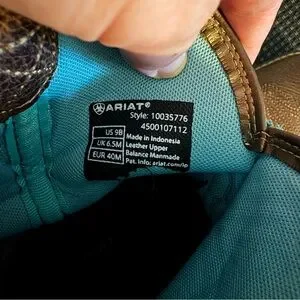 ARIAT®
Style: 10035776
4500107112
US 9B
UK 6.5M
EUR 40M
Made in Indonesia
Leather Upper
Balance Manmade
Pat. Info: ariat.com/ip